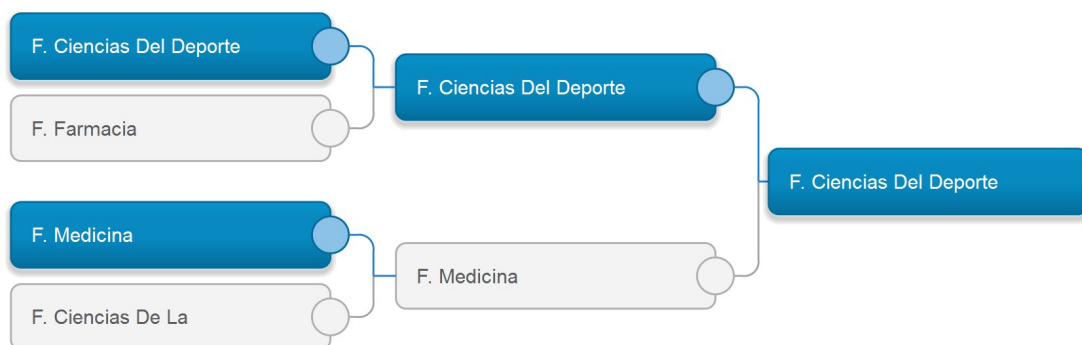 F. Ciencias Del Deporte
F. Farmacia
F. Medicina
F. Ciencias De La
F. Ciencias Del Deporte
F. Medicina
F. Ciencias Del Deporte